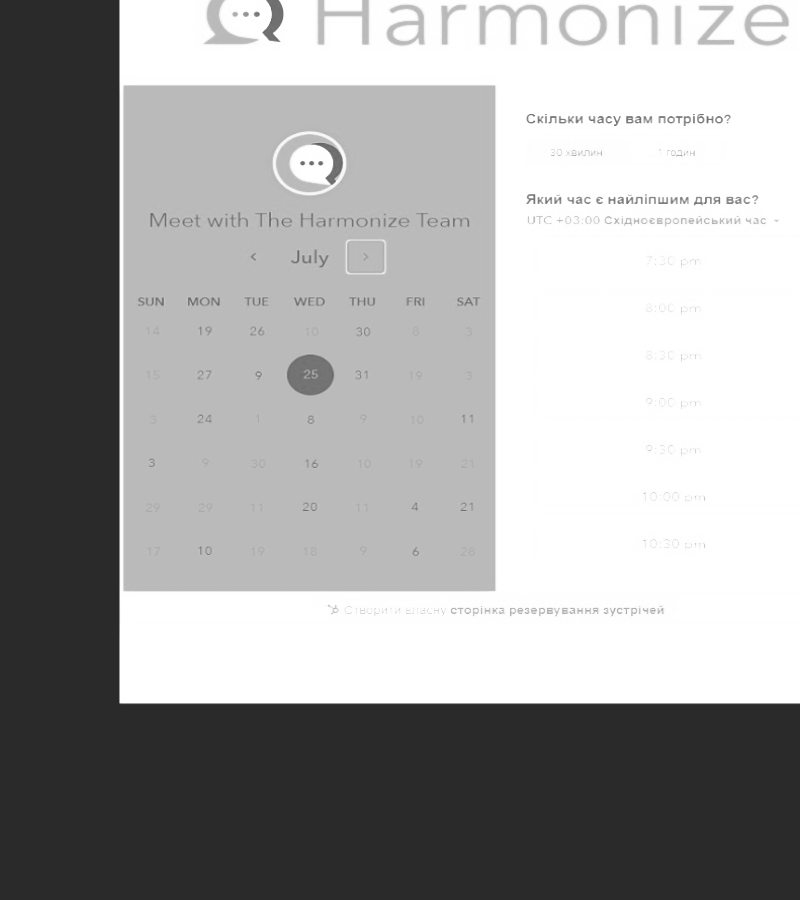 Harmonize
Meet with The Harmonize Team
July
SUN MON TUE WED THU FRI SAT
14 19 26 10 30 8 3
15 27 9 25 31 19 3
3 24 1 8 9 10 11
3 9 30 16 10 19 21
29 29 11 20 11 4 21
17 10 19 18 9 6 28
Скільки часу вам потрібно?
30 хвилин 1 годин
Який час є найліпшим для вас?
UTC +03:00 Східноєвропейський час
7:30 pm
8:00 pm
8:30 pm
9:00 pm
9:30 pm
10:00 pm
10:30 pm
Створити власну сторінка резервування зустрічей